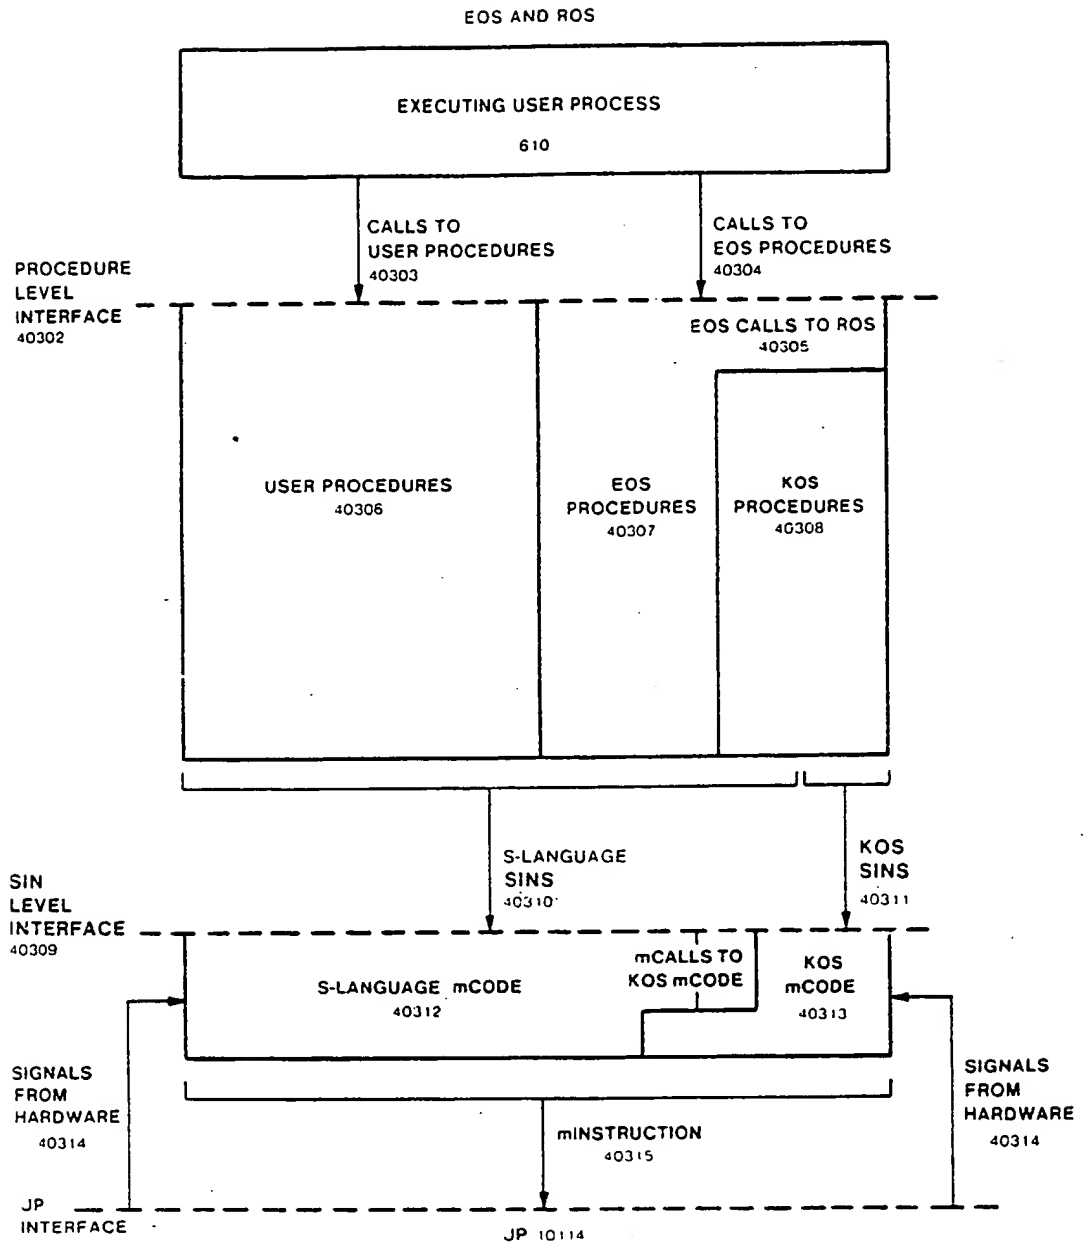 EOS AND ROS
EXECUTING USER PROCESS
610
CALLS TO
USER PROCEDURES
40303
CALLS TO
EOS PROCEDURES
40304
PROCEDURE
LEVEL
INTERFACE
40302
EOS CALLS TO ROS
40305
USER PROCEDURES
40306
EOS
PROCEDURES
40307
KOS
PROCEDURES
40308
S-LANGUAGE
SINS
40310
KOS
SINS
40311
SIN
LEVEL
INTERFACE
40309
S-LANGUAGE mCODE
40312
mCALLS TO
KOS mCODE
KOS
mCODE
40313
SIGNALS
FROM
HARDWARE
40314
SIGNALS
FROM
HARDWARE
40314
mINSTRUCTION
40315
JP
INTERFACE
JP 10114